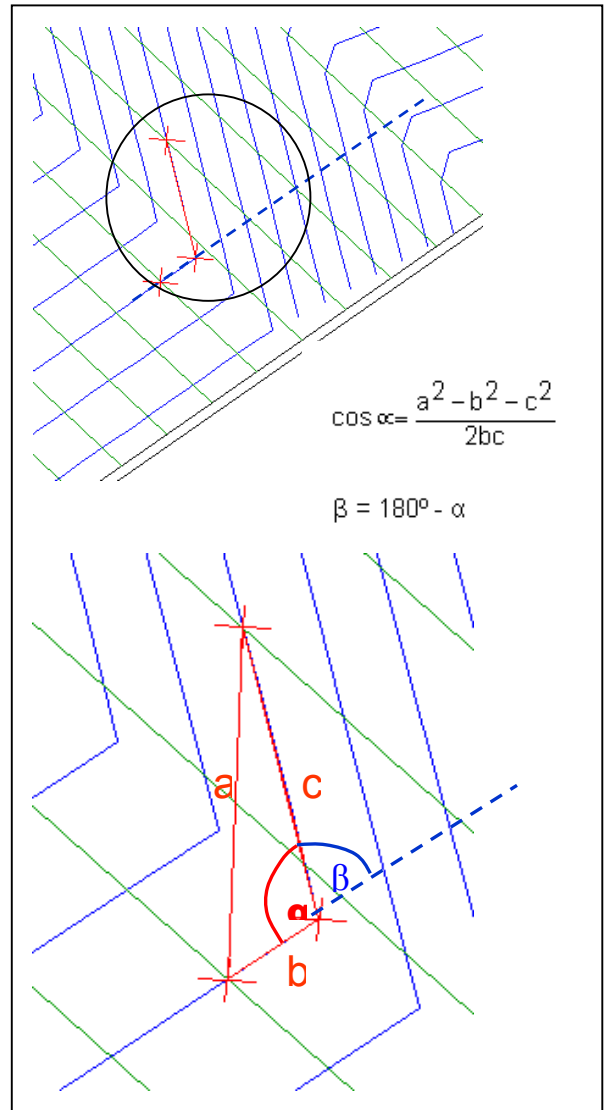 cos ∝= a² – b² – c² / 2bc
β = 180º - α
a
c
β
α
b